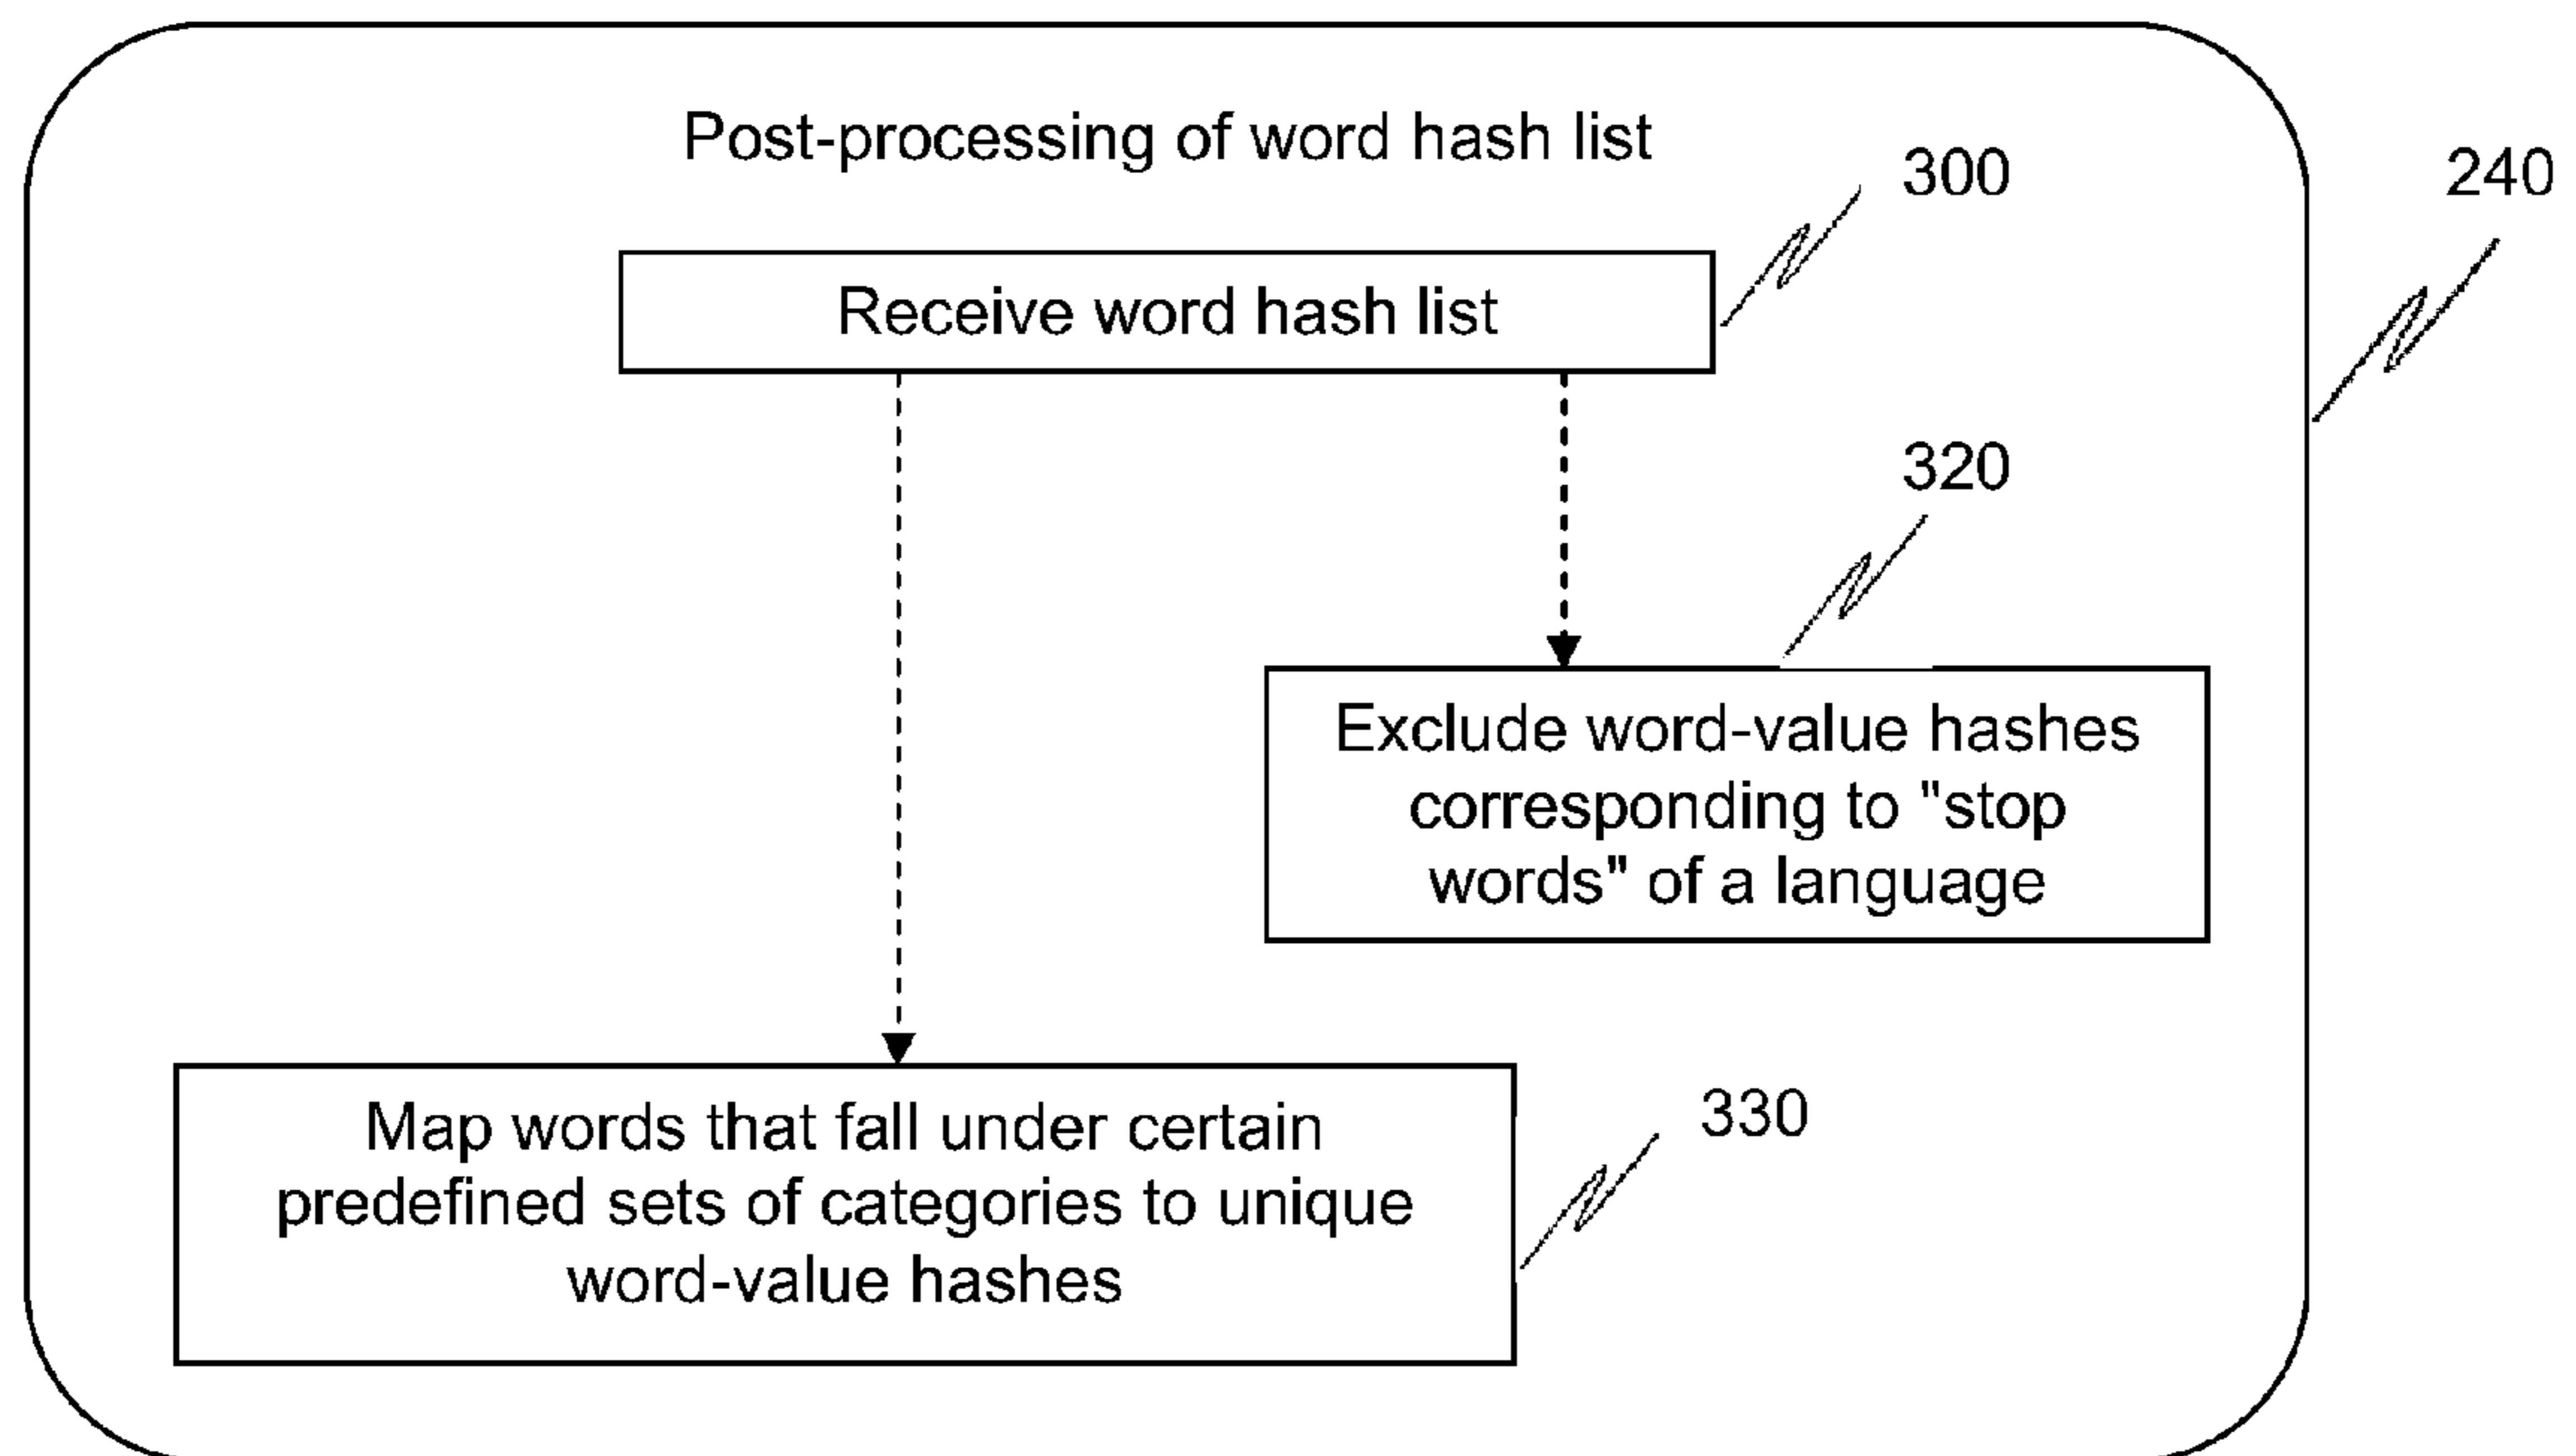 Post-processing of word hash list
300
240
Receive word hash list
320
Exclude word-value hashes
corresponding to "stop
words" of a language
Map words that fall under certain
predefined sets of categories to unique
word-value hashes
330